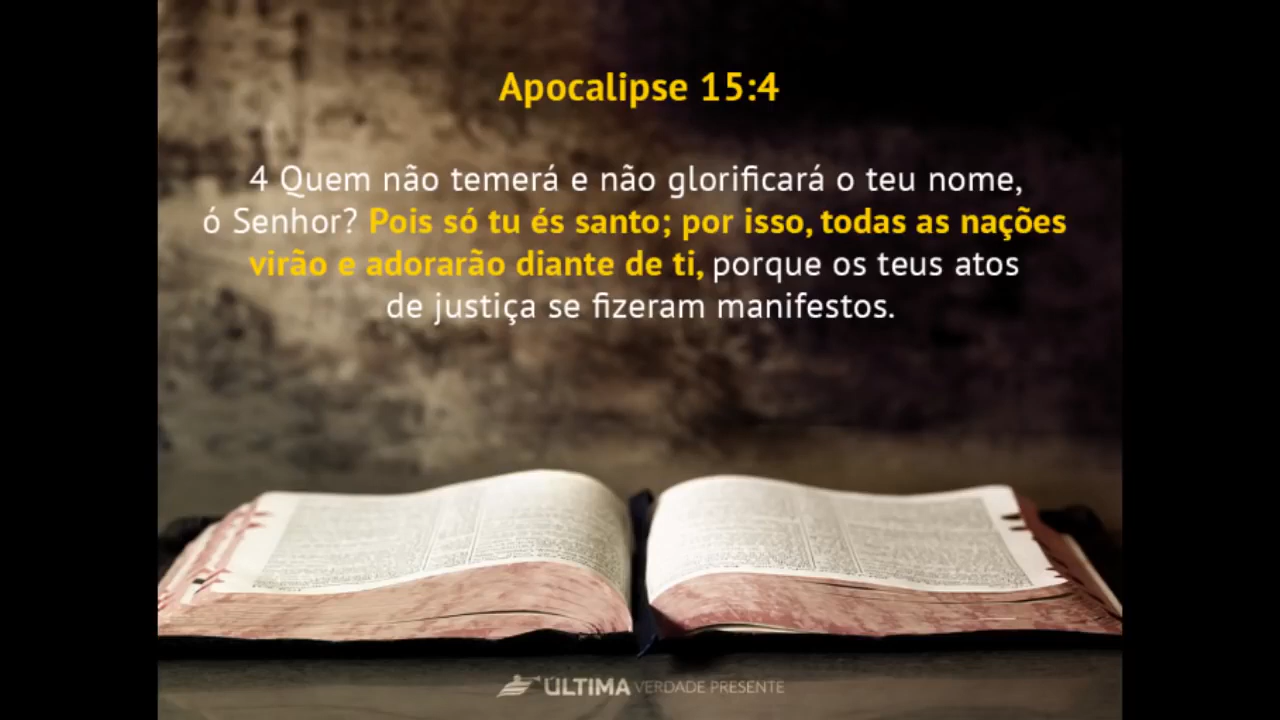 Apocalipse 15:4
4 Quem não temerá e não glorificará o teu nome,
ó Senhor? Pois só tu és santo; por isso, todas as nações
virão e adorarão diante de ti, porque os teus atos
de justiça se fizeram manifestos.
ÚLTIMA VERDADE PRESENTE